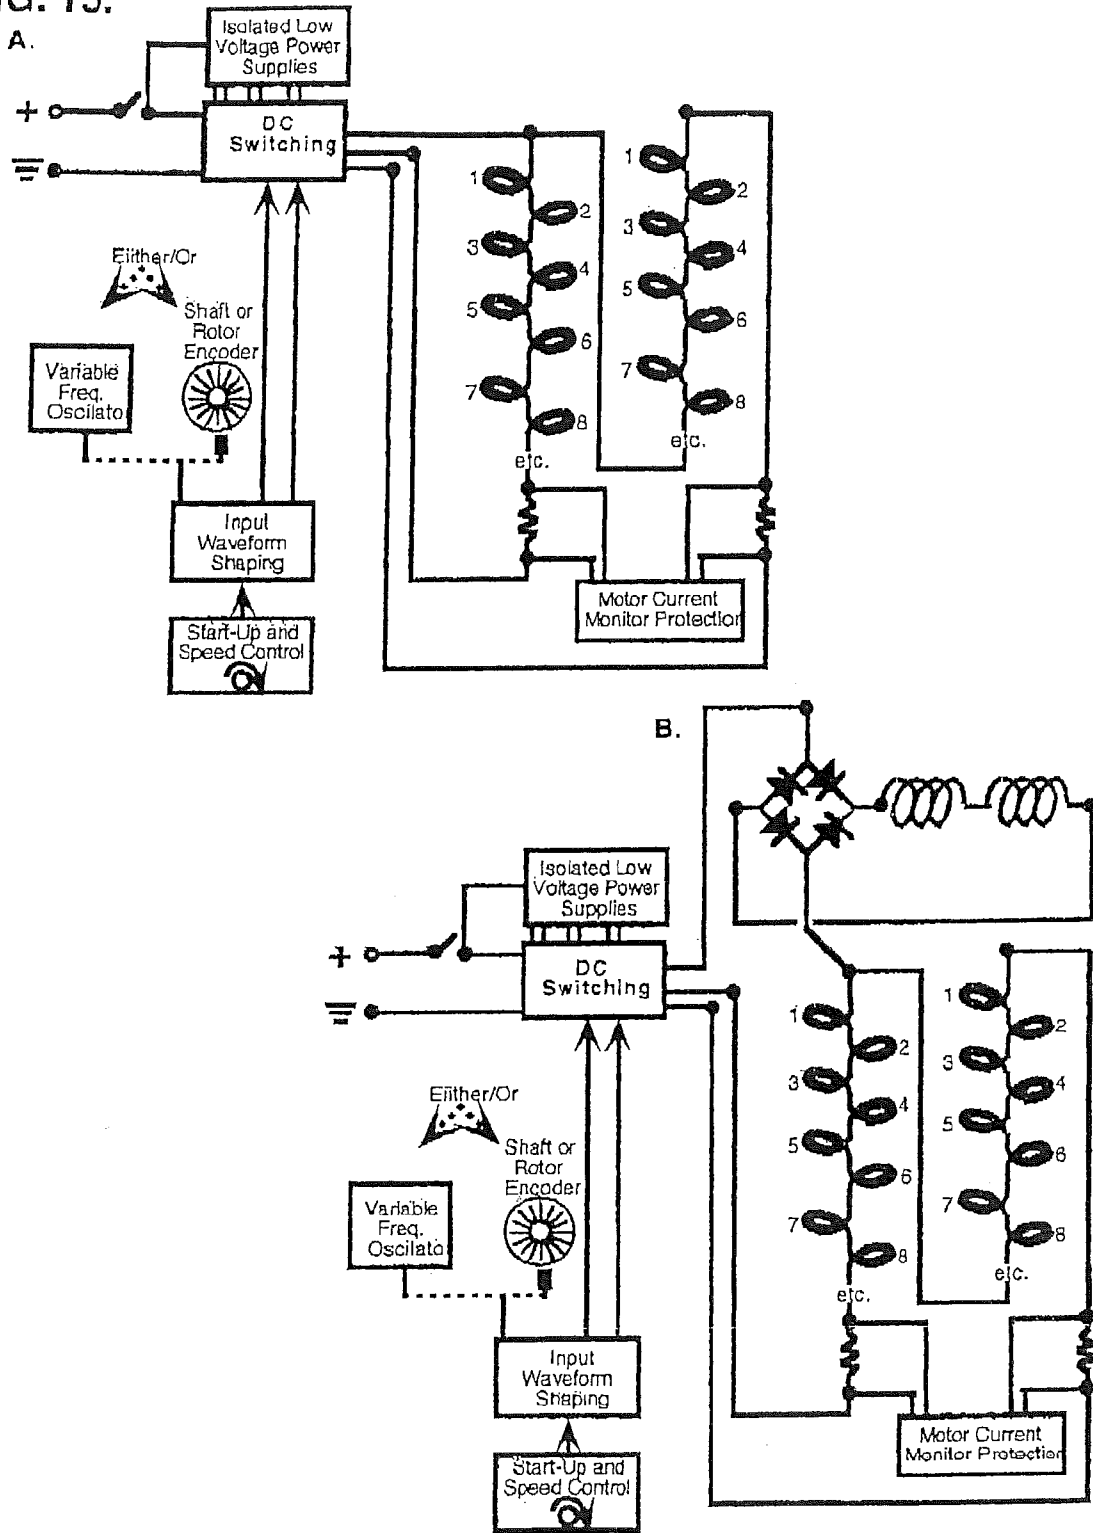 FIG. 15.
A.
Isolated Low
Voltage Power
Supplies
+
DC
Switching
Eiither/Or
Shaft or
Rotor
Encoder
Variable
Freq.
Oscilato
Input
Waveform
Shaping
Start-Up and
Speed Control
1
2
3
4
5
6
7
8
etc.
1
2
3
4
5
6
7
8
etc.
Motor Current
Monitor Protection
B.
Isolated Low
Voltage Power
Supplies
+
DC
Switching
Eiither/Or
Shaft or
Rotor
Encoder
Variable
Freq.
Oscilato
Input
Waveform
Shaping
Start-Up and
Speed Control
1
2
3
4
5
6
7
8
etc.
1
2
3
4
5
6
7
8
etc.
Motor Current
Monitor Protection